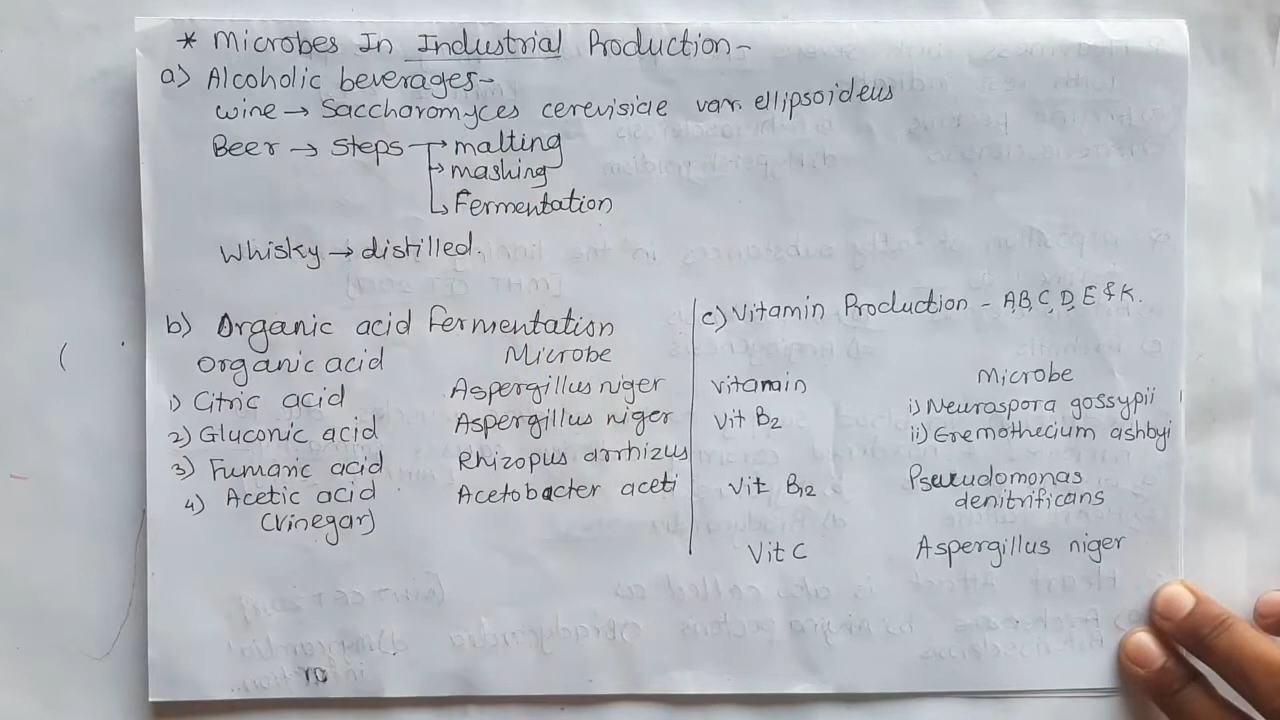 * Microbes In Industrial Production -
a) Alcoholic beverages -
wine → Saccharomyces cerevisiae var. ellipsoideus
Beer → steps → malting
→ mashing
→ Fermentation
Whisky → distilled.
b) Organic acid Fermentation
Organic acid Microbe
1) Citric acid Aspergillus niger
2) Gluconic acid Aspergillus niger
3) Fumaric acid Rhizopus arrhizus
4) Acetic acid Acetobacter aceti
(Vinegar)
c) Vitamin Production - A, B, C, D, E & K.
vitamin Microbe
Vit B2 i) Neuraspora gossypii
ii) Eremothecium ashbyi
Vit B12 Pseudomonas
denitrificans
Vit C Aspergillus niger